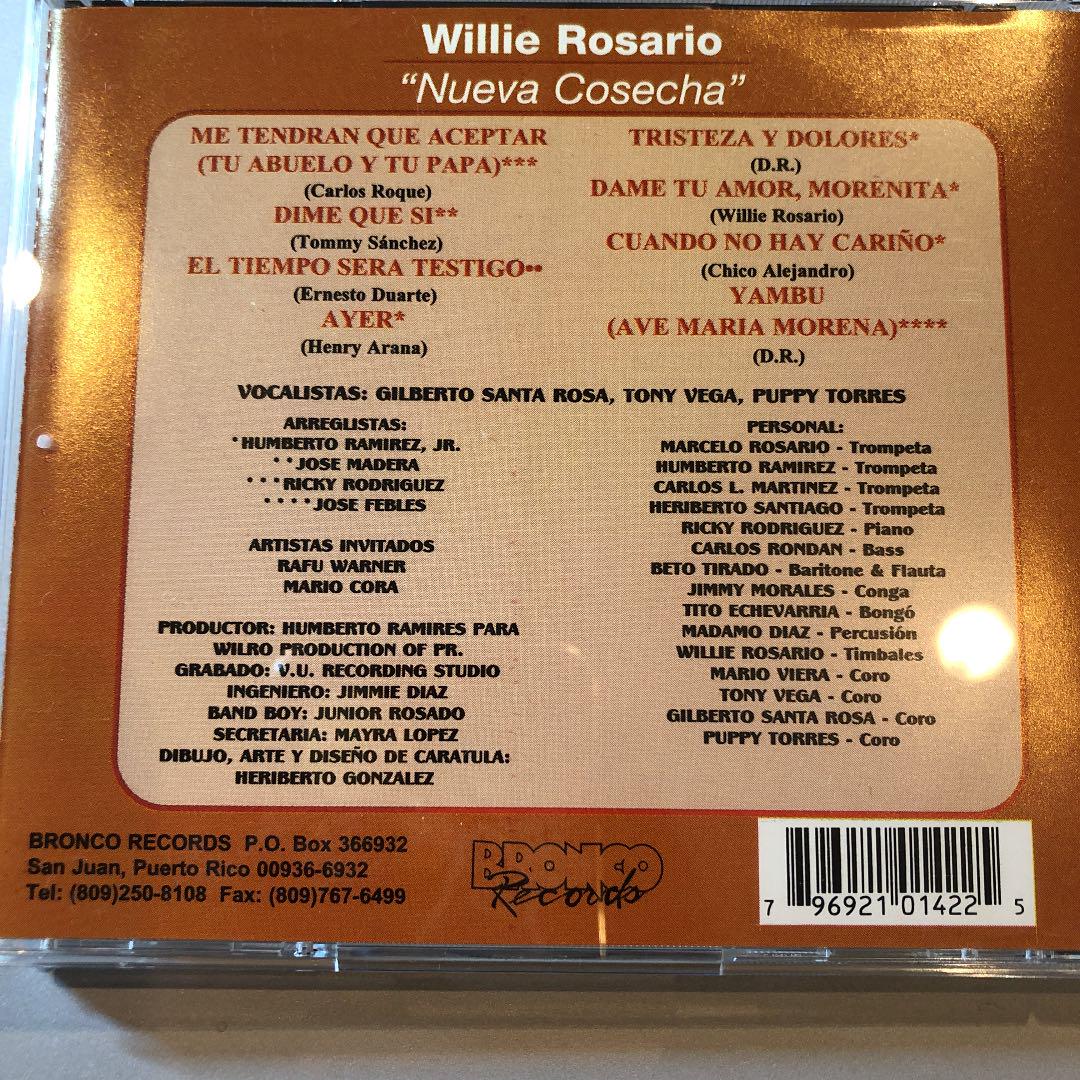 Willie Rosario
“Nueva Cosecha”
ME TENDRAN QUE ACEPTAR
(TU ABUELO Y TU PAPA)***
(Carlos Roque)
DIME QUE SI**
(Tommy Sánchez)
EL TIEMPO SERA TESTIGO••
(Ernesto Duarte)
AYER*
(Henry Arana)
TRISTEZA Y DOLORES*
(D.R.)
DAME TU AMOR, MORENITA*
(Willie Rosario)
CUANDO NO HAY CARIÑO*
(Chico Alejandro)
YAMBU
(AVE MARIA MORENA)****
(D.R.)
VOCALISTAS: GILBERTO SANTA ROSA, TONY VEGA, PUPPY TORRES
ARREGLISTAS:
*HUMBERTO RAMIREZ, JR.
**JOSE MADERA
***RICKY RODRIGUEZ
****JOSE FEBLES
ARTISTAS INVITADOS
RAFU WARNER
MARIO CORA
PRODUCTOR: HUMBERTO RAMIRES PARA
WILRO PRODUCTION OF PR.
GRABADO: V.U. RECORDING STUDIO
INGENIERO: JIMMIE DIAZ
BAND BOY: JUNIOR ROSADO
SECRETARIA: MAYRA LOPEZ
DIBUJO, ARTE Y DISEÑO DE CARATULA:
HERIBERTO GONZALEZ
PERSONAL:
MARCELO ROSARIO - Trompeta
HUMBERTO RAMIREZ - Trompeta
CARLOS L. MARTINEZ - Trompeta
HERIBERTO SANTIAGO - Trompeta
RICKY RODRIGUEZ - Piano
CARLOS RONDAN - Bass
BETO TIRADO - Baritone & Flauta
JIMMY MORALES - Conga
TITO ECHEVARRIA - Bongó
MADAMO DIAZ - Percusión
WILLIE ROSARIO - Timbales
MARIO VIERA - Coro
TONY VEGA - Coro
GILBERTO SANTA ROSA - Coro
PUPPY TORRES - Coro
BRONCO RECORDS P.O. Box 366932
San Juan, Puerto Rico 00936-6932
Tel: (809)250-8108 Fax: (809)767-6499
BRONCO
Records
7 96921 01422 5